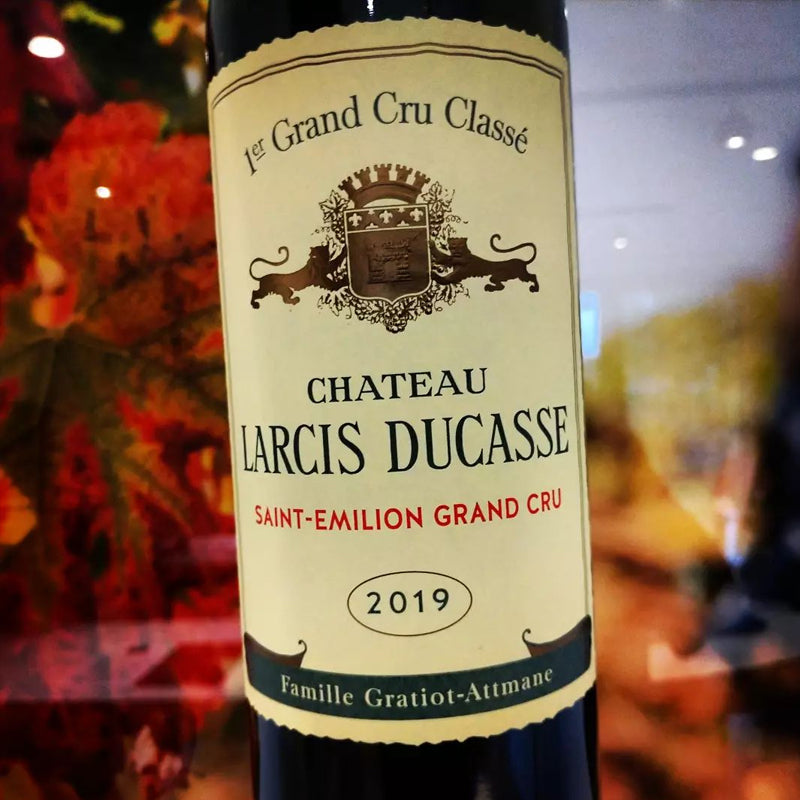 1er Grand Cru Classé
CHATEAU
LARCIS DUCASSE
SAINT-EMILION GRAND CRU
2019
Famille Gratiot-Attmane